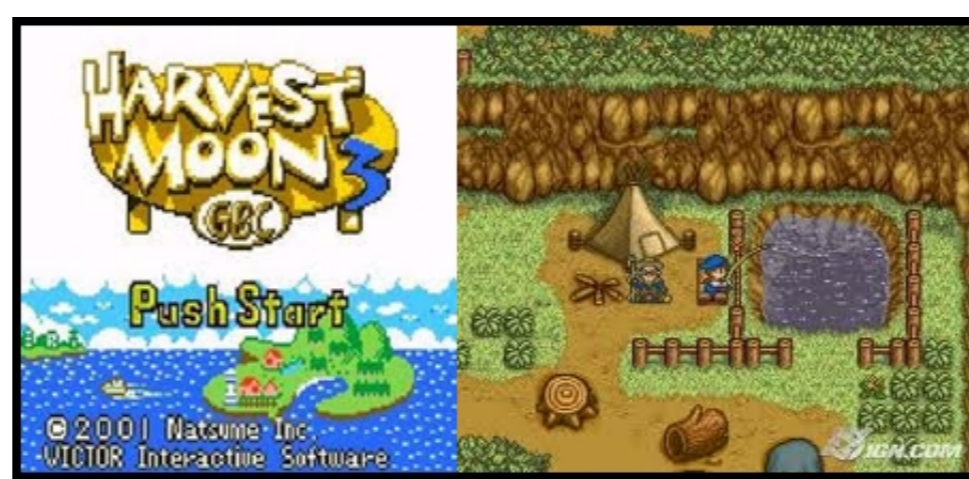 HARVEST
MOON 3
GBC
Push Start
©2001 Natsume Inc.
VICTOR Interactive Software
IGN.COM